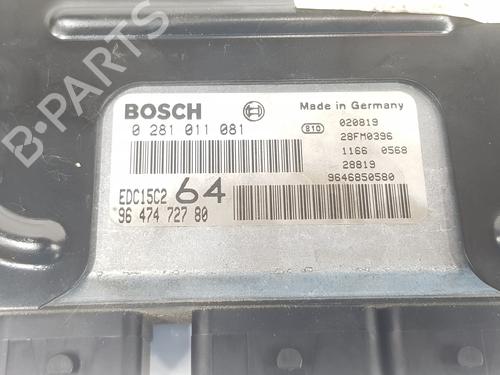 B-PARTS
BOSCH
Made in Germany
0 281 011 081
810
020819
28FM0396
1166 0568
28819
9646850580
EDC15C2 64
96 474 727 80